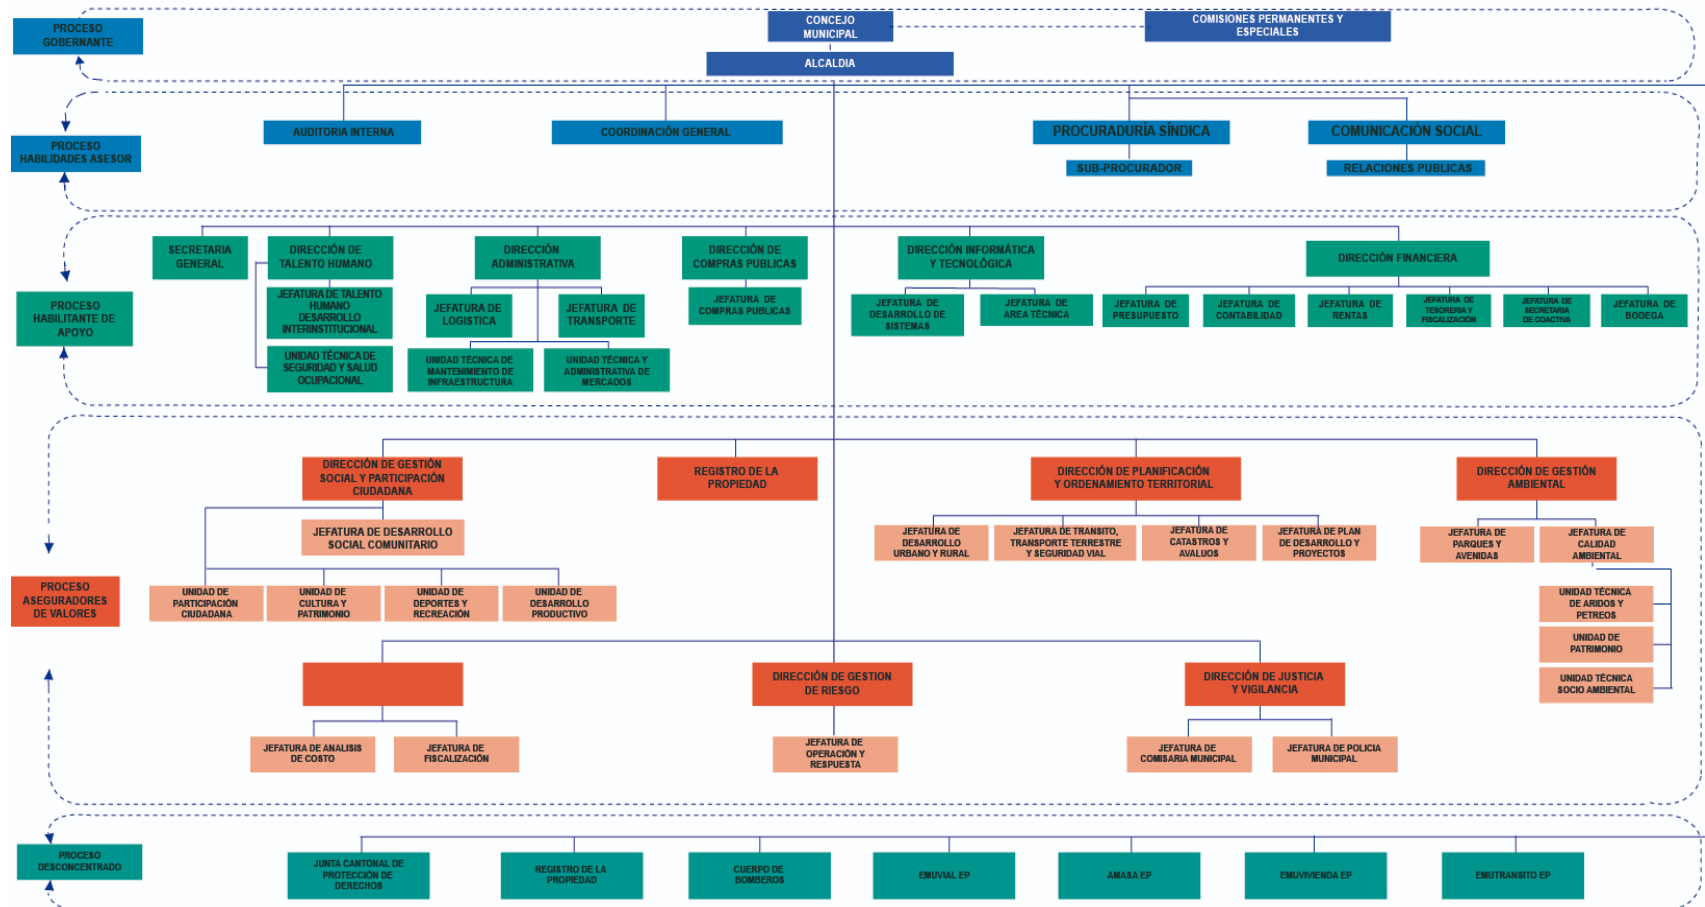 PROCESO
GOBERNANTE
CONCEJO
MUNICIPAL
COMISIONES PERMANENTES Y
ESPECIALES
ALCALDIA
PROCESO
HABILIDADES ASESOR
AUDITORIA INTERNA
COORDINACIÓN GENERAL
PROCURADURÍA SÍNDICA
COMUNICACIÓN SOCIAL
SUB-PROCURADOR
RELACIONES PUBLICAS
PROCESO
HABILITANTE DE
APOYO
SECRETARIA
GENERAL
DIRECCIÓN DE
TALENTO HUMANO
DIRECCIÓN
ADMINISTRATIVA
DIRECCIÓN DE
COMPRAS PUBLICAS
DIRECCIÓN INFORMÁTICA
Y TECNOLÓGICA
DIRECCIÓN FINANCIERA
JEFATURA DE TALENTO
HUMANO
DESARROLLO
INTERINSTITUCIONAL
JEFATURA DE
LOGISTICA
JEFATURA DE
TRANSPORTE
JEFATURA DE
COMPRAS PUBLICAS
JEFATURA DE
DESARROLLO DE
SISTEMAS
JEFATURA DE
AREA TÉCNICA
JEFATURA DE
PRESUPUESTO
JEFATURA DE
CONTABILIDAD
JEFATURA DE
RENTAS
JEFATURA DE
TESORERIA Y
FISCALIZACIÓN
JEFATURA DE
SECRETARIA
DE COACTIVA
JEFATURA DE
BODEGA
UNIDAD TÉCNICA DE
SEGURIDAD Y SALUD
OCUPACIONAL
UNIDAD TÉCNICA DE
MANTENIMIENTO DE
INFRAESTRUCTURA
UNIDAD TÉCNICA Y
ADMINISTRATIVA DE
MERCADOS
PROCESO
ASEGURADORES
DE VALORES
DIRECCIÓN DE GESTIÓN
SOCIAL Y PARTICIPACIÓN
CIUDADANA
REGISTRO DE LA
PROPIEDAD
DIRECCIÓN DE PLANIFICACIÓN
Y ORDENAMIENTO TERRITORIAL
DIRECCIÓN DE GESTIÓN
AMBIENTAL
JEFATURA DE DESARROLLO
SOCIAL COMUNITARIO
JEFATURA DE
DESARROLLO
URBANO Y RURAL
JEFATURA DE TRANSITO,
TRANSPORTE TERRESTRE
Y SEGURIDAD VIAL
JEFATURA DE
CATASTROS Y
AVALUOS
JEFATURA DE PLAN
DE DESARROLLO Y
PROYECTOS
JEFATURA DE
PARQUES Y
AVENIDAS
JEFATURA DE
CALIDAD
AMBIENTAL
UNIDAD DE
PARTICIPACIÓN
CIUDADANA
UNIDAD DE
CULTURA Y
PATRIMONIO
UNIDAD DE
DEPORTES Y
RECREACIÓN
UNIDAD DE
DESARROLLO
PRODUCTIVO
UNIDAD TÉCNICA
DE ARIDOS Y
PETREOS
UNIDAD DE
PATRIMONIO
UNIDAD TÉCNICA
SOCIO AMBIENTAL
DIRECCIÓN DE GESTION
DE RIESGO
DIRECCIÓN DE JUSTICIA
Y VIGILANCIA
JEFATURA DE ANALISIS
DE COSTO
JEFATURA DE
FISCALIZACIÓN
JEFATURA DE
OPERACIÓN Y
RESPUESTA
JEFATURA DE
COMISARIA MUNICIPAL
JEFATURA DE POLICIA
MUNICIPAL
PROCESO
DESCONCENTRADO
JUNTA CANTONAL DE
PROTECCIÓN DE
DERECHOS
REGISTRO DE LA
PROPIEDAD
CUERPO DE
BOMBEROS
EMUVIAL EP
AMASA EP
EMUVIVIENDA EP
EMUTRANSITO EP